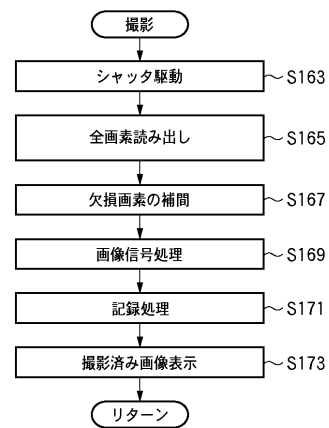 撮影
シャッタ駆動 S163
全画素読み出し S165
欠損画素の補間 S167
画像信号処理 S169
記録処理 S171
撮影済み画像表示 S173
リターン